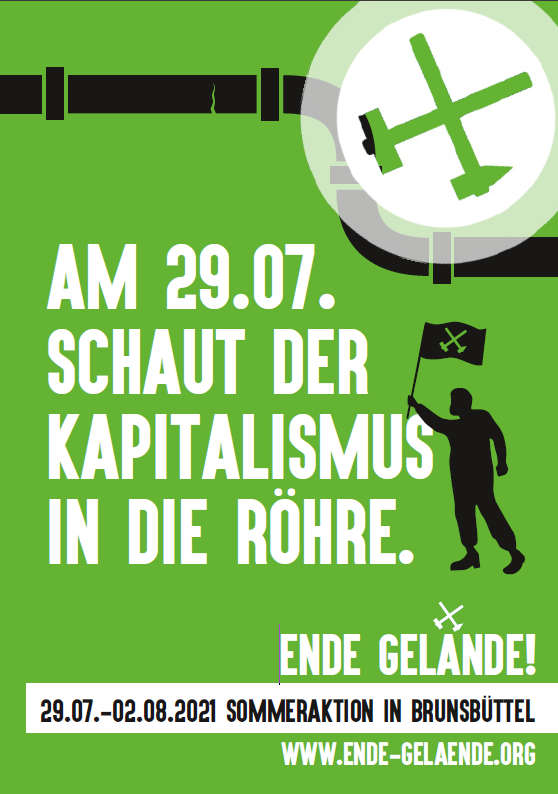 AM 29.07.
SCHAUT DER
KAPITALISMUS
IN DIE RÖHRE.
ENDE GELÄNDE!
29.07.-02.08.2021 SOMMERAKTION IN BRUNSBÜTTEL
WWW.ENDE-GELAENDE.ORG